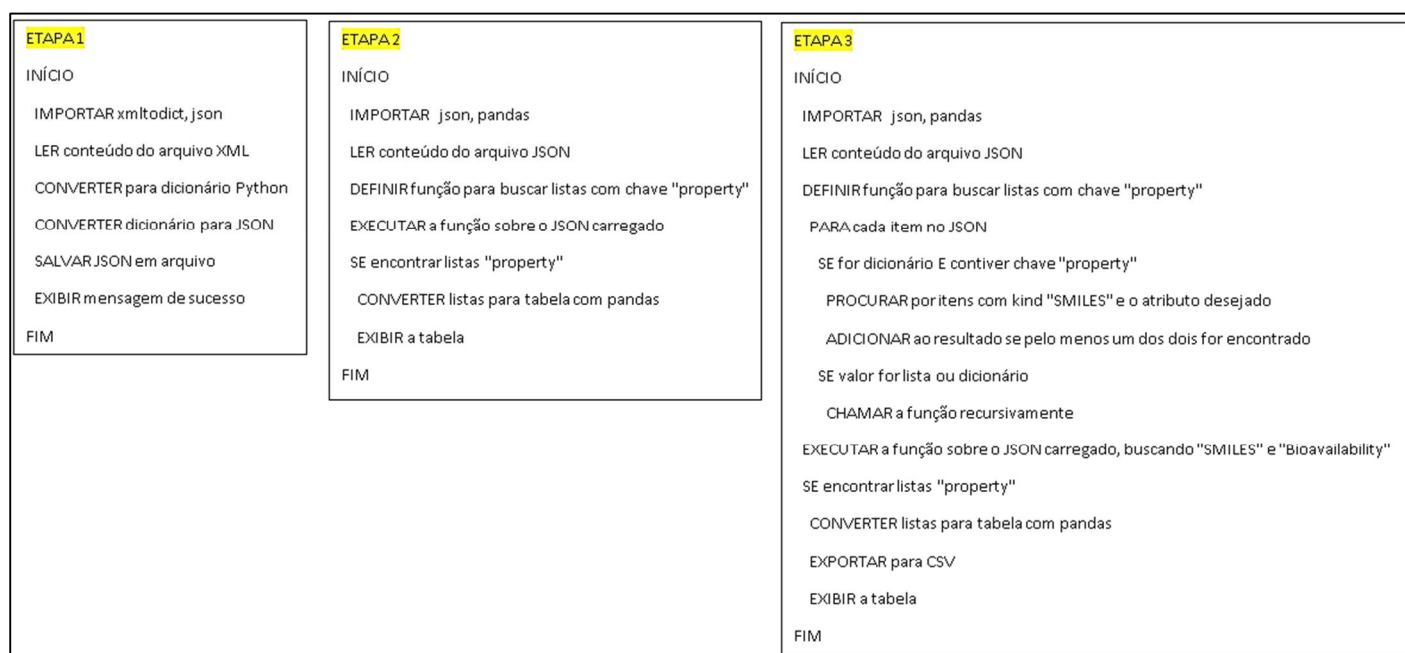 ETAPA 1
INÍCIO
IMPORTAR xmltodict, json
LER conteúdo do arquivo XML
CONVERTER para dicionário Python
CONVERTER dicionário para JSON
SALVAR JSON em arquivo
EXIBIR mensagem de sucesso
FIM
ETAPA 2
INÍCIO
IMPORTAR json, pandas
LER conteúdo do arquivo JSON
DEFINIR função para buscar listas com chave "property"
EXECUTAR a função sobre o JSON carregado
SE encontrar listas "property"
CONVERTER listas para tabela com pandas
EXIBIR a tabela
FIM
ETAPA 3
INÍCIO
IMPORTAR json, pandas
LER conteúdo do arquivo JSON
DEFINIR função para buscar listas com chave "property"
PARA cada item no JSON
SE for dicionário E contiver chave "property"
PROCURAR por itens com kind "SMILES" e o atributo desejado
ADICIONAR ao resultado se pelo menos um dos dois for encontrado
SE valor for lista ou dicionário
CHAMAR a função recursivamente
EXECUTAR a função sobre o JSON carregado, buscando "SMILES" e "Bioavailability"
SE encontrar listas "property"
CONVERTER listas para tabela com pandas
EXPORTAR para CSV
EXIBIR a tabela
FIM